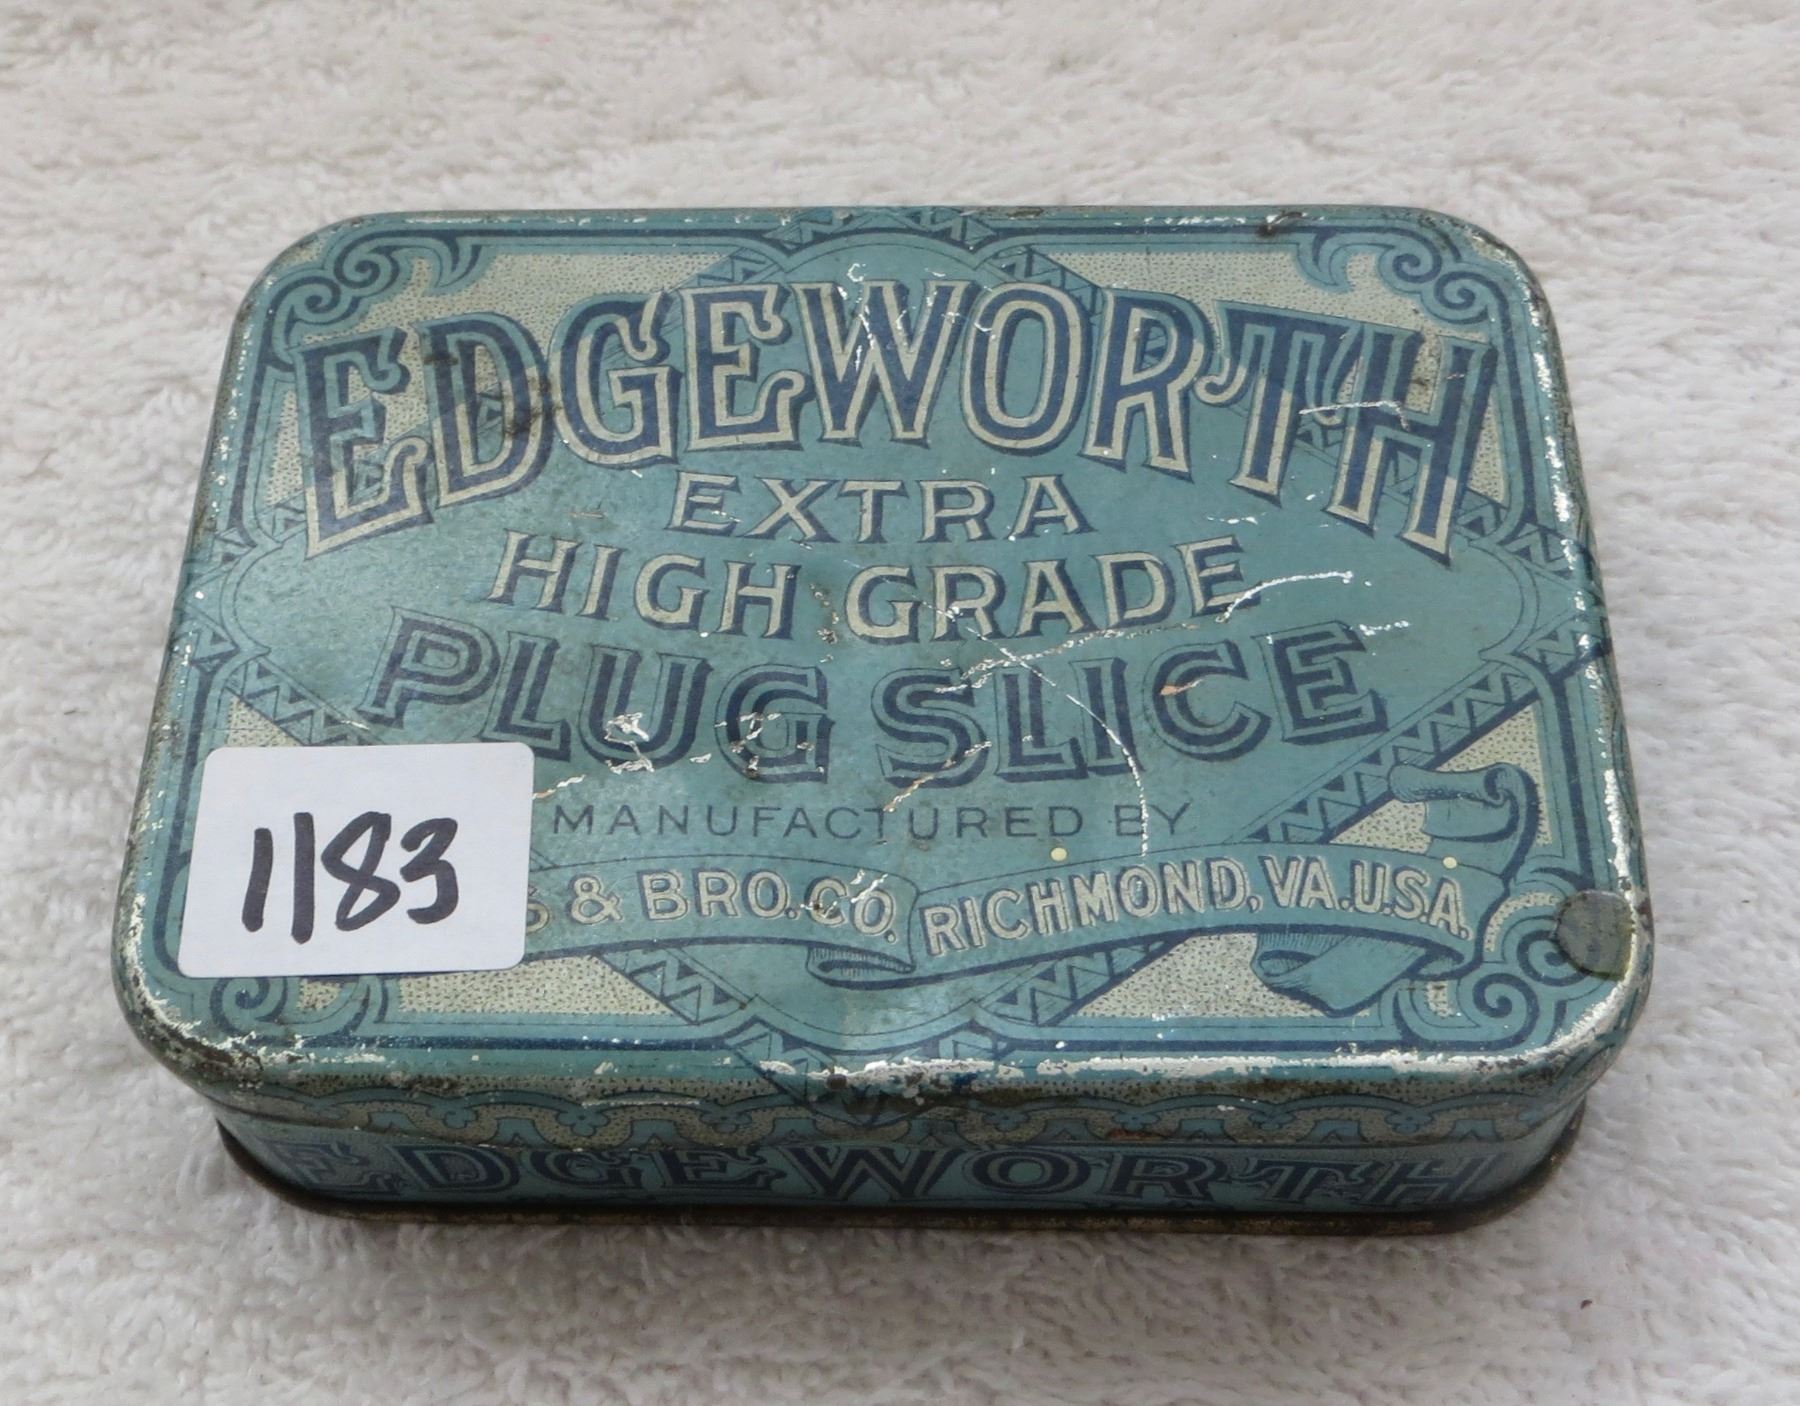 EDGEWORTH
EXTRA
HIGH GRADE
PLUG SLICE
MANUFACTURED BY
& BRO. CO. RICHMOND, VA. U.S.A.
1183
EDGEWORTH